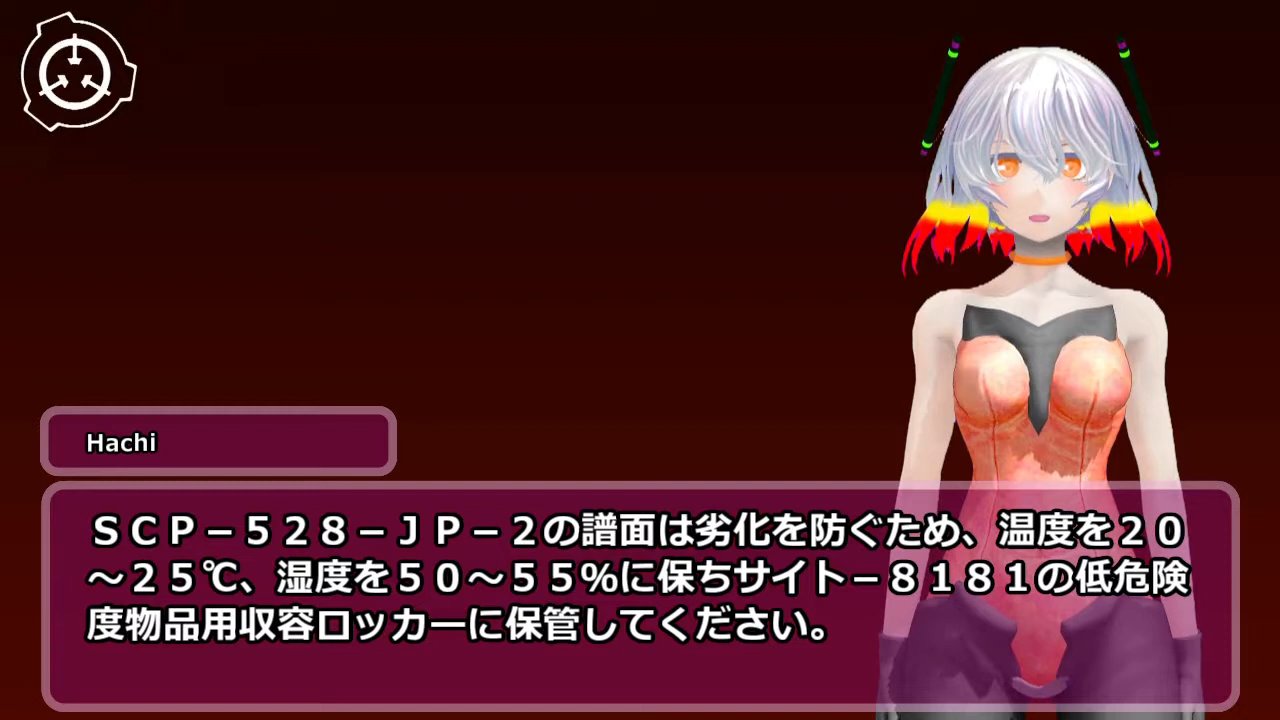 Hachi
ＳＣＰ－５２８－ＪＰ－２の譜面は劣化を防ぐため、温度を２０
～２５℃、湿度を５０～５５％に保ちサイト－８１８１の低危険
度物品用収容ロッカーに保管してください。